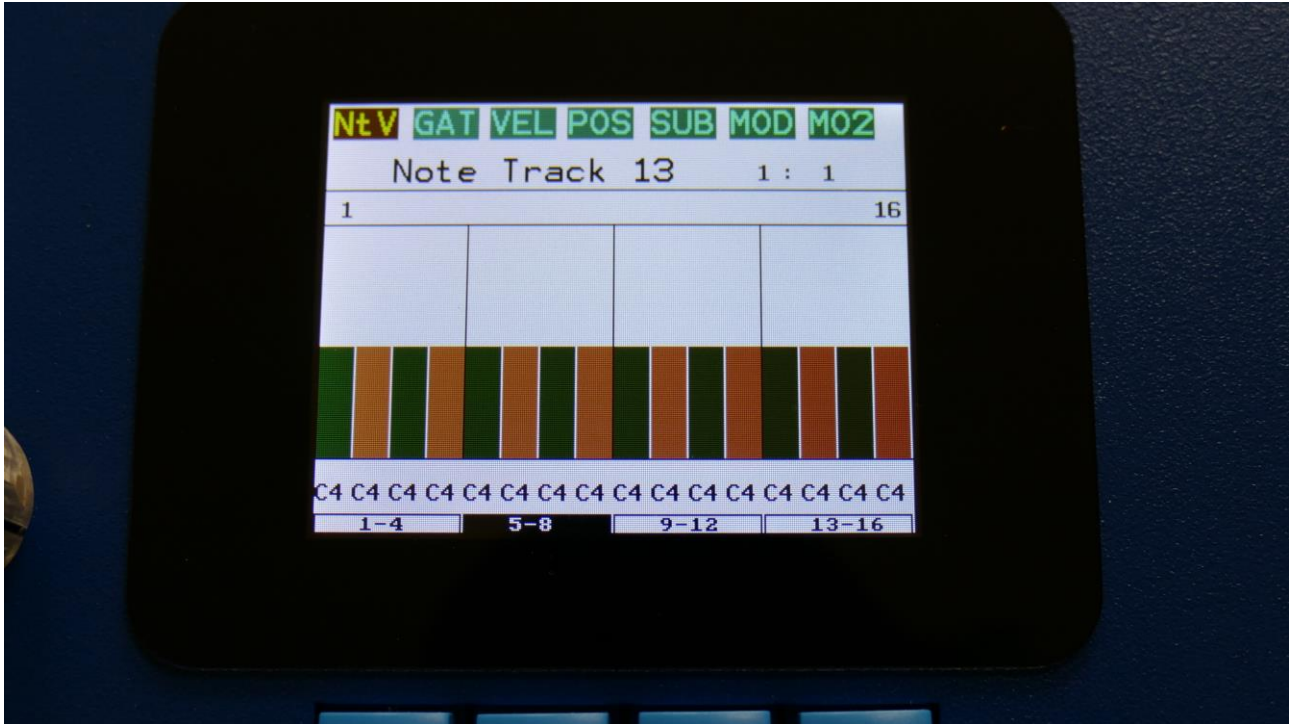 NtV GAT VEL POS SUB MOD MO2
Note Track 13 1: 1
1 16
C4 C4 C4 C4 C4 C4 C4 C4 C4 C4 C4 C4 C4 C4 C4 C4
1-4 5-8 9-12 13-16